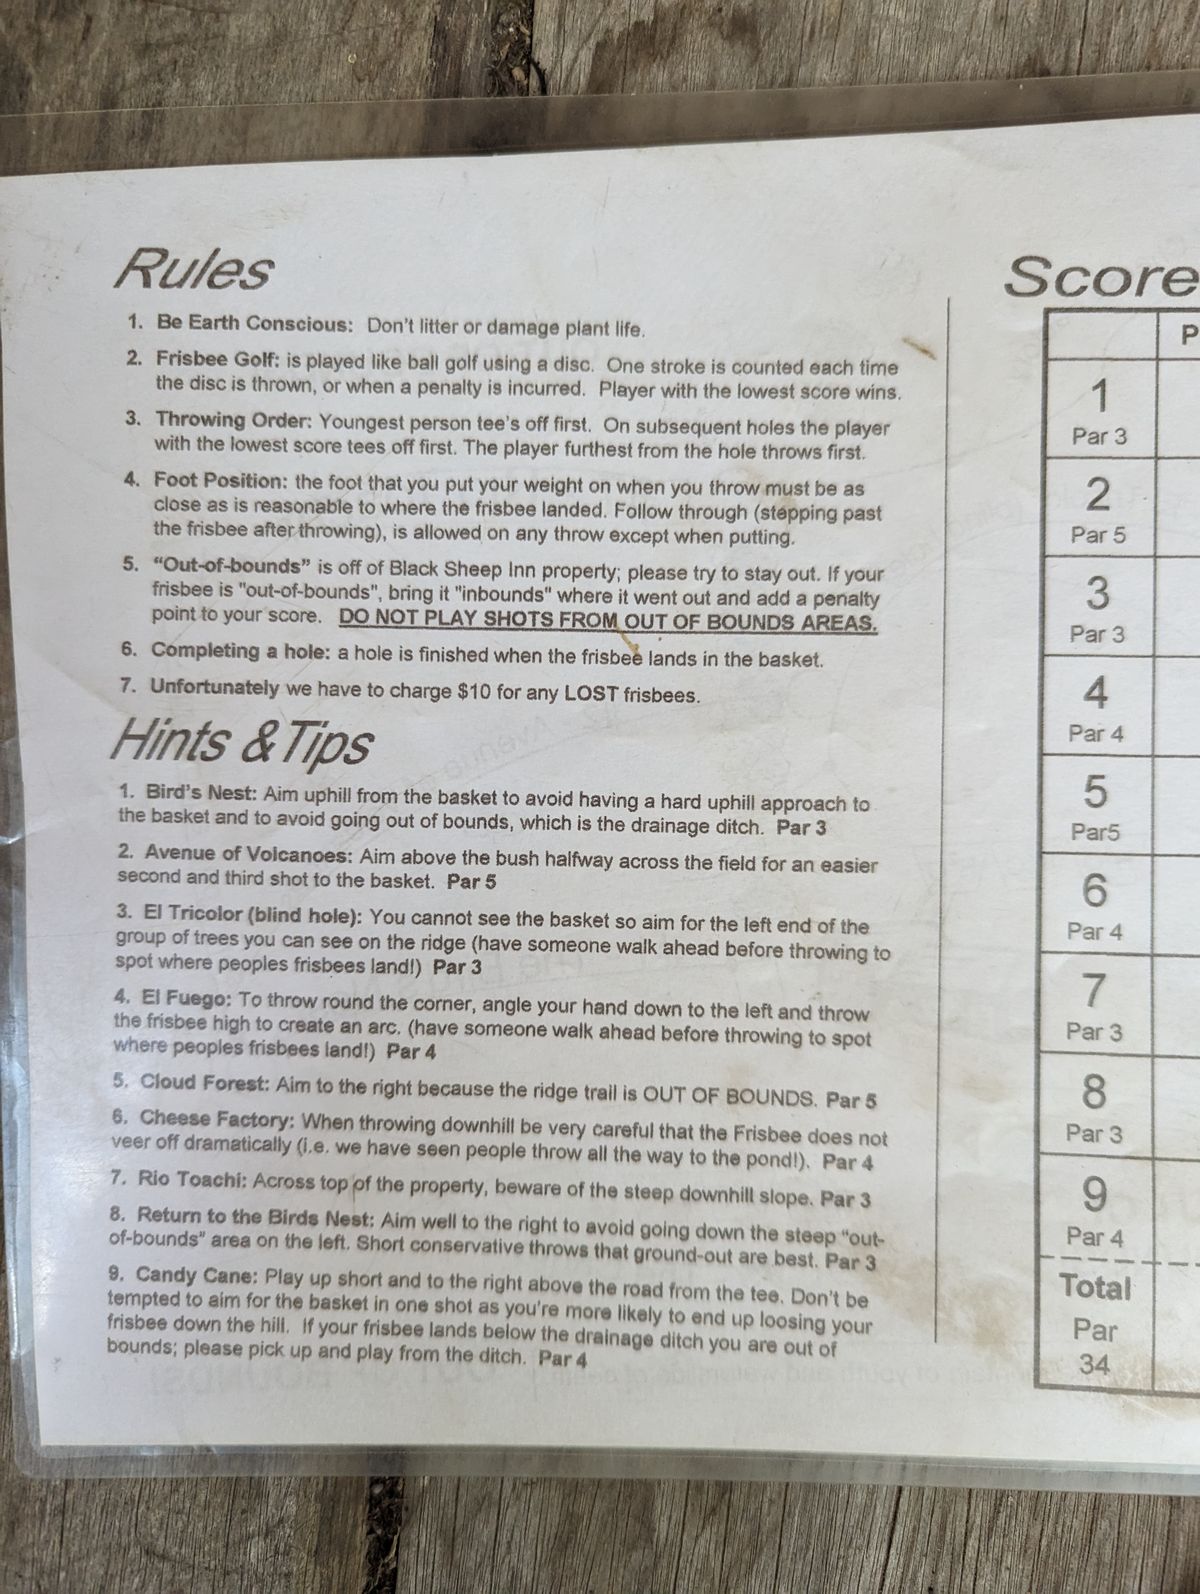 Rules
1. Be Earth Conscious: Don't litter or damage plant life.
2. Frisbee Golf: is played like ball golf using a disc. One stroke is counted each time
the disc is thrown, or when a penalty is incurred. Player with the lowest score wins.
3. Throwing Order: Youngest person tee's off first. On subsequent holes the player
with the lowest score tees off first. The player furthest from the hole throws first.
4. Foot Position: the foot that you put your weight on when you throw must be as
close as is reasonable to where the frisbee landed. Follow through (stepping past
the frisbee after throwing), is allowed on any throw except when putting.
5. “Out-of-bounds” is off of Black Sheep Inn property; please try to stay out. If your
frisbee is "out-of-bounds", bring it "inbounds" where it went out and add a penalty
point to your score. DO NOT PLAY SHOTS FROM OUT OF BOUNDS AREAS.
6. Completing a hole: a hole is finished when the frisbee lands in the basket.
7. Unfortunately we have to charge $10 for any LOST frisbees.
Hints & Tips
1. Bird's Nest: Aim uphill from the basket to avoid having a hard uphill approach to
the basket and to avoid going out of bounds, which is the drainage ditch. Par 3
2. Avenue of Volcanoes: Aim above the bush halfway across the field for an easier
second and third shot to the basket. Par 5
3. El Tricolor (blind hole): You cannot see the basket so aim for the left end of the
group of trees you can see on the ridge (have someone walk ahead before throwing to
spot where peoples frisbees land!) Par 3
4. El Fuego: To throw round the corner, angle your hand down to the left and throw
the frisbee high to create an arc. (have someone walk ahead before throwing to spot
where peoples frisbees land!) Par 4
5. Cloud Forest: Aim to the right because the ridge trail is OUT OF BOUNDS. Par 5
6. Cheese Factory: When throwing downhill be very careful that the Frisbee does not
veer off dramatically (i.e. we have seen people throw all the way to the pond!). Par 4
7. Rio Toachi: Across top of the property, beware of the steep downhill slope. Par 3
8. Return to the Birds Nest: Aim well to the right to avoid going down the steep “out-
of-bounds” area on the left. Short conservative throws that ground-out are best. Par 3
9. Candy Cane: Play up short and to the right above the road from the tee. Don't be
tempted to aim for the basket in one shot as you're more likely to end up loosing your
frisbee down the hill. If your frisbee lands below the drainage ditch you are out of
bounds; please pick up and play from the ditch. Par 4
Score
P
1
Par 3
2
Par 5
3
Par 3
4
Par 4
5
Par5
6
Par 4
7
Par 3
8
Par 3
9
Par 4
Total
Par
34